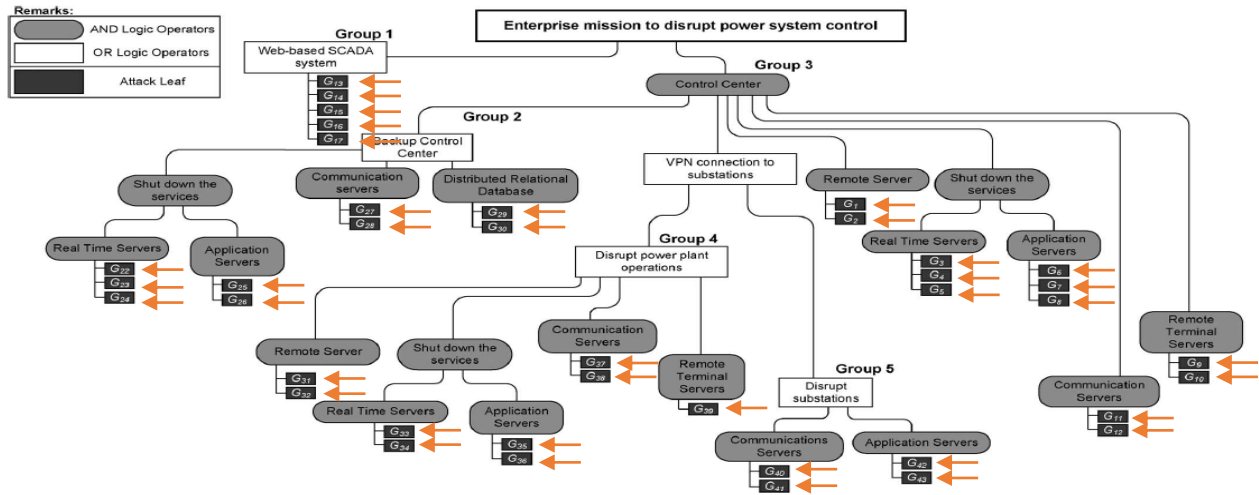 Remarks:
AND Logic Operators
OR Logic Operators
Attack Leaf
Enterprise mission to disrupt power system control
Group 1
Web-based SCADA
system
G13
G14
G15
G16
G17
Group 3
Control Center
Group 2
Backup Control
Center
VPN connection to
substations
Shut down the
services
Communication
servers
G27
G28
Distributed Relational
Database
G29
G30
Remote Server
G1
G2
Shut down the
services
Real Time Servers
G22
G23
G24
Application
Servers
G25
G26
Group 4
Disrupt power plant
operations
Real Time Servers
G3
G4
G5
Application
Servers
G6
G7
G8
Remote Server
G31
G32
Shut down the
services
Communication
Servers
G37
G38
Remote
Terminal
Servers
G39
Real Time Servers
G33
G34
Application
Servers
G35
G36
Group 5
Disrupt
substations
Communications
Servers
G40
G41
Application Servers
G42
G43
Communication
Servers
G11
G12
Remote
Terminal Servers
G9
G10